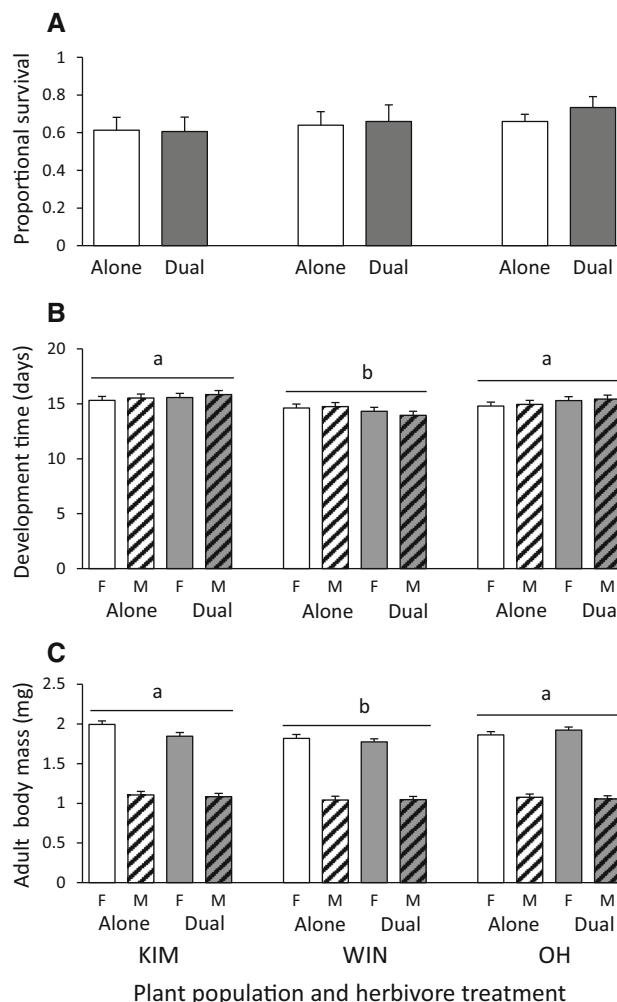 A
Proportional survival
1
0.8
0.6
0.4
0.2
0
Alone Dual Alone Dual Alone Dual
B
Development time (days)
20
15
10
5
0
a b a
F M F M F M F M F M F M
Alone Dual Alone Dual Alone Dual
C
Adult body mass (mg)
2.5
2
1.5
1
0.5
0
a b a
F M F M F M F M F M F M
Alone Dual Alone Dual Alone Dual
KIM WIN OH
Plant population and herbivore treatment